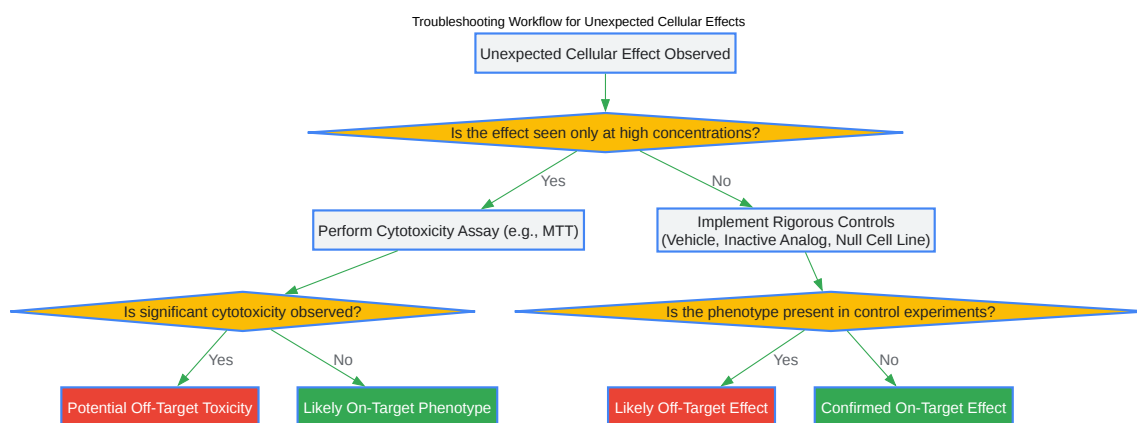 Troubleshooting Workflow for Unexpected Cellular Effects
Unexpected Cellular Effect Observed
Is the effect seen only at high concentrations?
Yes
No
Perform Cytotoxicity Assay (e.g., MTT)
Implement Rigorous Controls
(Vehicle, Inactive Analog, Null Cell Line)
Is significant cytotoxicity observed?
Is the phenotype present in control experiments?
Yes
No
Yes
No
Potential Off-Target Toxicity
Likely On-Target Phenotype
Likely Off-Target Effect
Confirmed On-Target Effect